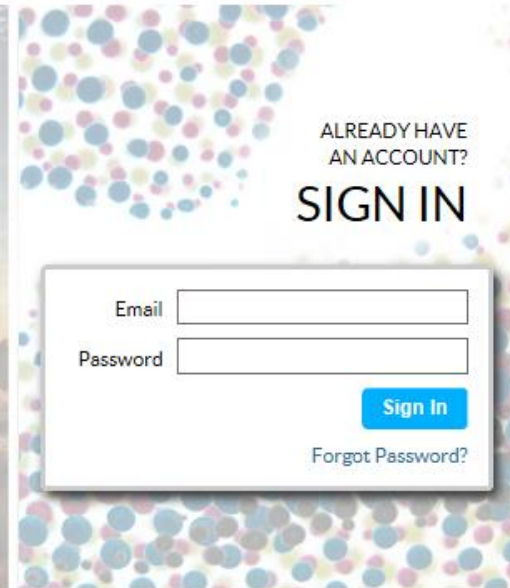 ALREADY HAVE
AN ACCOUNT?
SIGN IN
Email
Password
Sign In
Forgot Password?